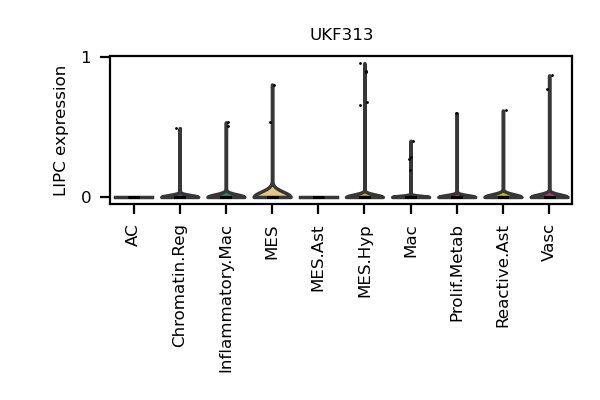 UKF313
LIPC expression
1
0
AC
Chromatin.Reg
Inflammatory.Mac
MES
MES.Ast
MES.Hyp
Mac
Prolif.Metab
Reactive.Ast
Vasc